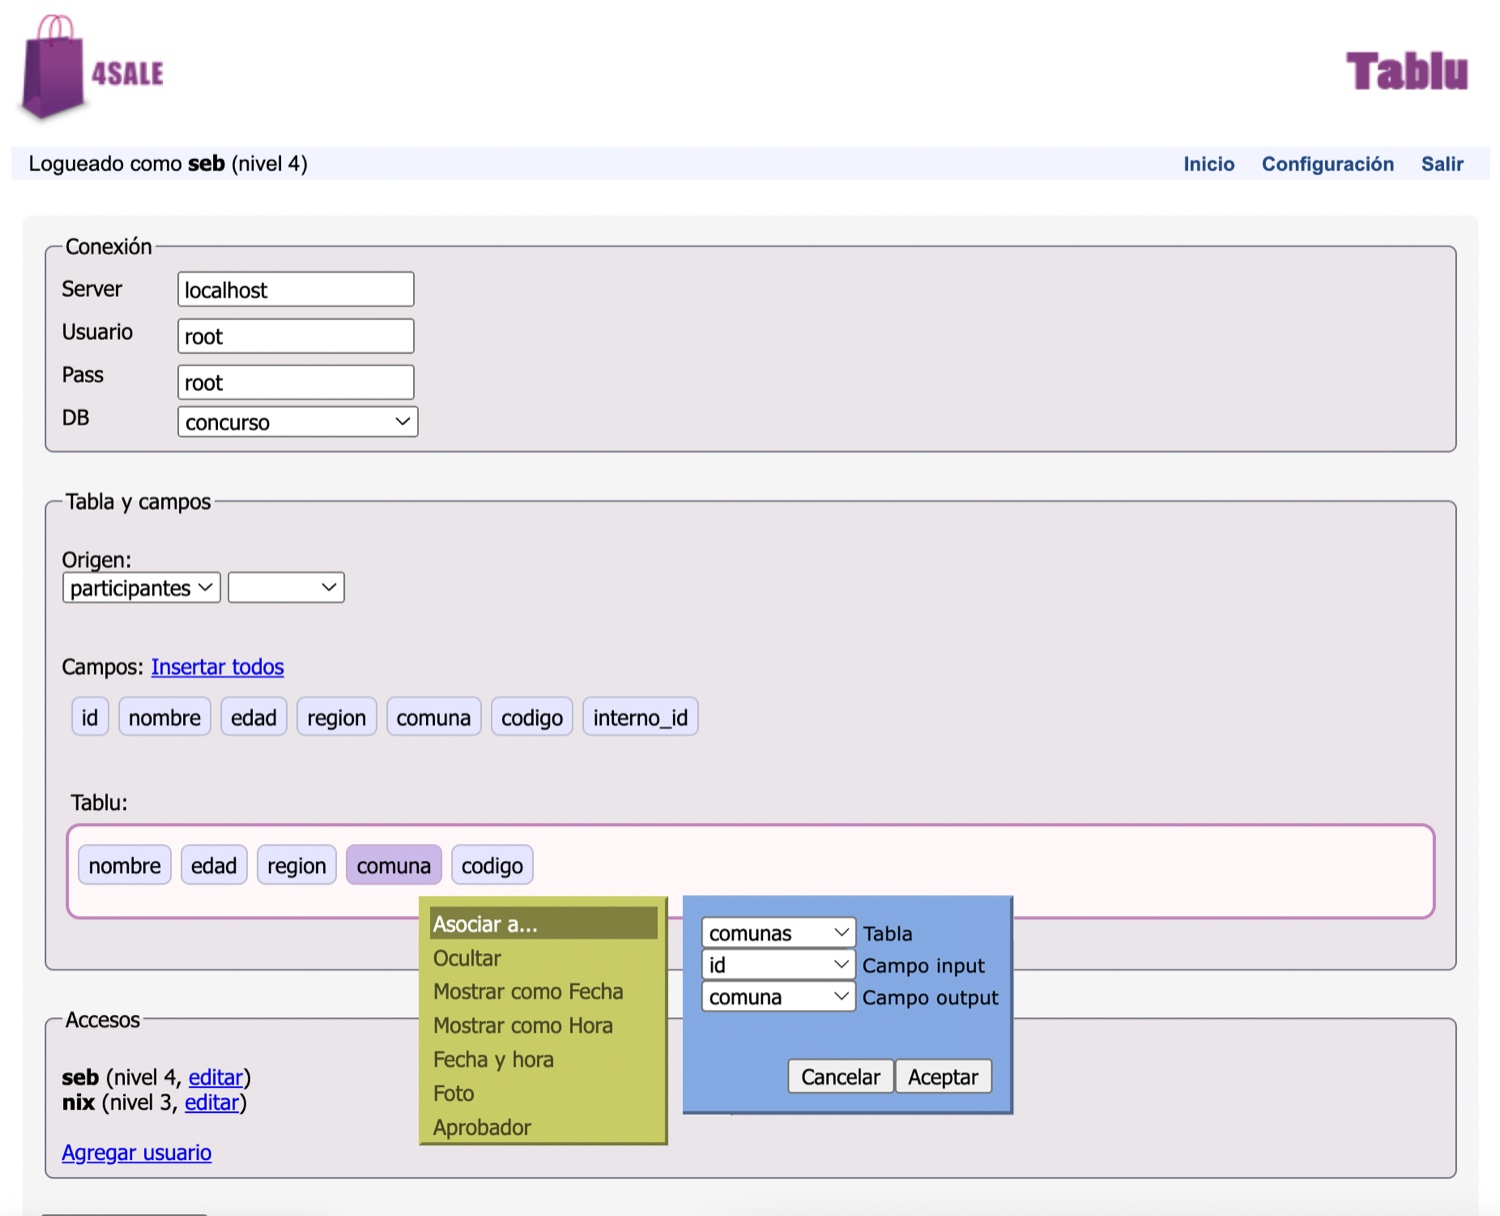 4SALE
Tablu
Logueado como seb (nivel 4)
Inicio Configuración Salir
Conexión
Server localhost
Usuario root
Pass root
DB concurso
Tabla y campos
Origen:
participantes
Campos: Insertar todos
id nombre edad region comuna codigo interno_id
Tablu:
nombre edad region comuna codigo
Asociar a...
Ocultar
Mostrar como Fecha
Mostrar como Hora
Fecha y hora
Foto
Aprobador
comunas Tabla
id Campo input
comuna Campo output
Cancelar Aceptar
Accesos
seb (nivel 4, editar)
nix (nivel 3, editar)
Agregar usuario